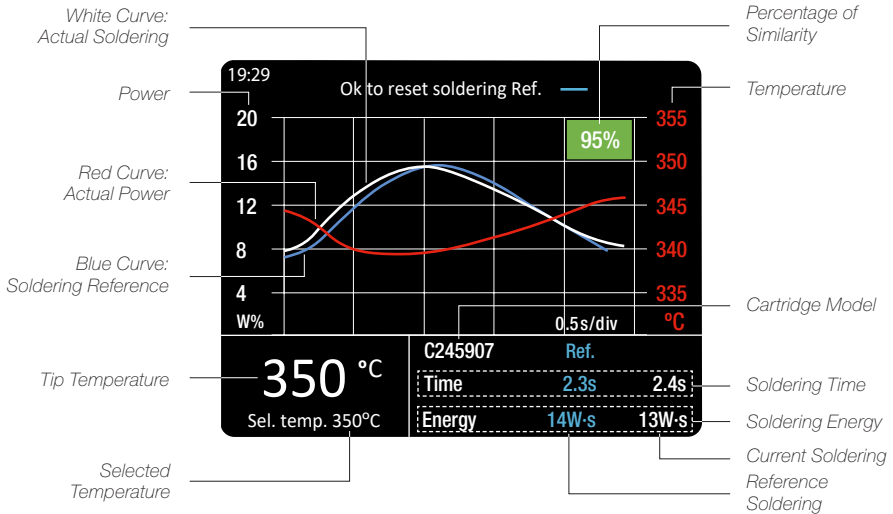 White Curve:
Actual Soldering
Percentage of
Similarity
Power
Temperature
Red Curve:
Actual Power
Blue Curve:
Soldering Reference
Cartridge Model
Tip Temperature
Soldering Time
Soldering Energy
Current Soldering
Selected
Temperature
Reference
Soldering
19:29
Ok to reset soldering Ref.
20
355
95%
16
350
12
345
8
340
4
335
W%
0.5s/div
ºC
350 °C
Sel. temp. 350ºC
C245907 Ref.
Time 2.3s 2.4s
Energy 14W·s 13W·s